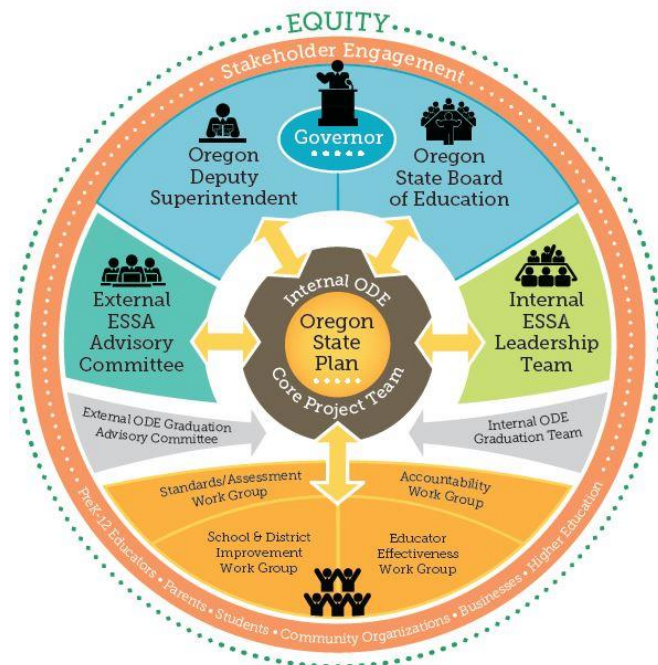 EQUITY
Stakeholder Engagement
Governor
Oregon
Deputy
Superintendent
Oregon
State Board
of Education
External
ESSA
Advisory
Committee
Internal ODE
Oregon
State
Plan
Core Project Team
Internal
ESSA
Leadership
Team
External ODE Graduation
Advisory Committee
Internal ODE
Graduation Team
Standards/Assessment
Work Group
Accountability
Work Group
School & District
Improvement
Work Group
Educator
Effectiveness
Work Group
PreK-12 Educators • Parents • Students • Community Organizations • Businesses • Higher Education